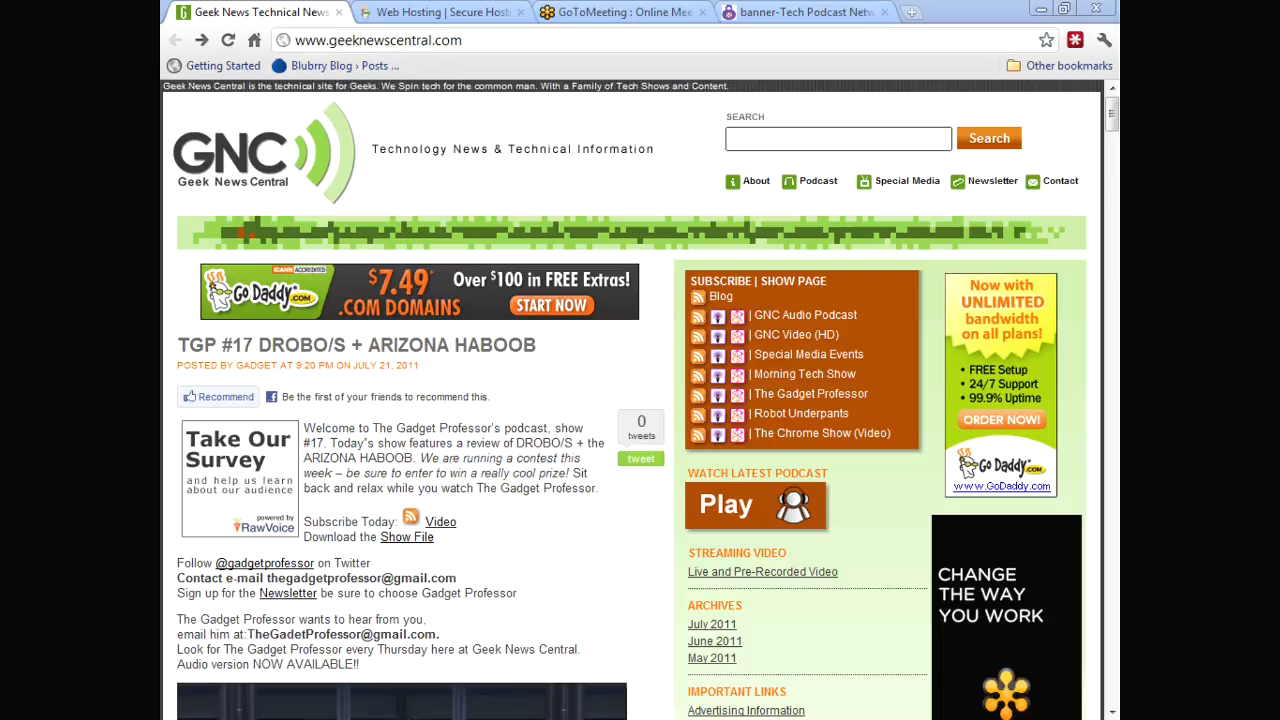 Geek News Technical News
Web Hosting | Secure Hosti
GoToMeeting : Online Mee
banner-Tech Podcast Netw
www.geeknewscentral.com
Getting Started
Blubrry Blog › Posts ...
Other bookmarks
Geek News Central is the technical site for Geeks. We Spin tech for the common man. With a Family of Tech Shows and Content.
GNC
Geek News Central
Technology News & Technical Information
SEARCH
Search
About
Podcast
Special Media
Newsletter
Contact
ICANN ACCREDITED
Go Daddy.com
$7.49*
.COM DOMAINS
Over $100 in FREE Extras!
START NOW
TGP #17 DROBO/S + ARIZONA HABOOB
POSTED BY GADGET AT 9:20 PM ON JULY 21, 2011
Recommend
Be the first of your friends to recommend this.
Take Our
Survey
and help us learn
about our audience
powered by
RawVoice
Welcome to The Gadget Professor's podcast, show
#17. Today"s show features a review of DROBO/S + the
ARIZONA HABOOB. We are running a contest this
week – be sure to enter to win a really cool prize! Sit
back and relax while you watch The Gadget Professor.
0
tweets
tweet
Subscribe Today: Video
Download the Show File
Follow @gadgetprofessor on Twitter
Contact e-mail thegadgetprofessor@gmail.com
Sign up for the Newsletter be sure to choose Gadget Professor
The Gadget Professor wants to hear from you,
email him at:TheGadetProfessor@gmail.com.
Look for The Gadget Professor every Thursday here at Geek News Central.
Audio version NOW AVAILABLE!!
SUBSCRIBE | SHOW PAGE
Blog
| GNC Audio Podcast
| GNC Video (HD)
| Special Media Events
| Morning Tech Show
| The Gadget Professor
| Robot Underpants
| The Chrome Show (Video)
WATCH LATEST PODCAST
Play
STREAMING VIDEO
Live and Pre-Recorded Video
ARCHIVES
July 2011
June 2011
May 2011
IMPORTANT LINKS
Advertising Information
Now with
UNLIMITED
bandwidth
on all plans!
• FREE Setup
• 24/7 Support
• 99.9% Uptime
ORDER NOW!
Go Daddy.com
www.GoDaddy.com
CHANGE
THE WAY
YOU WORK